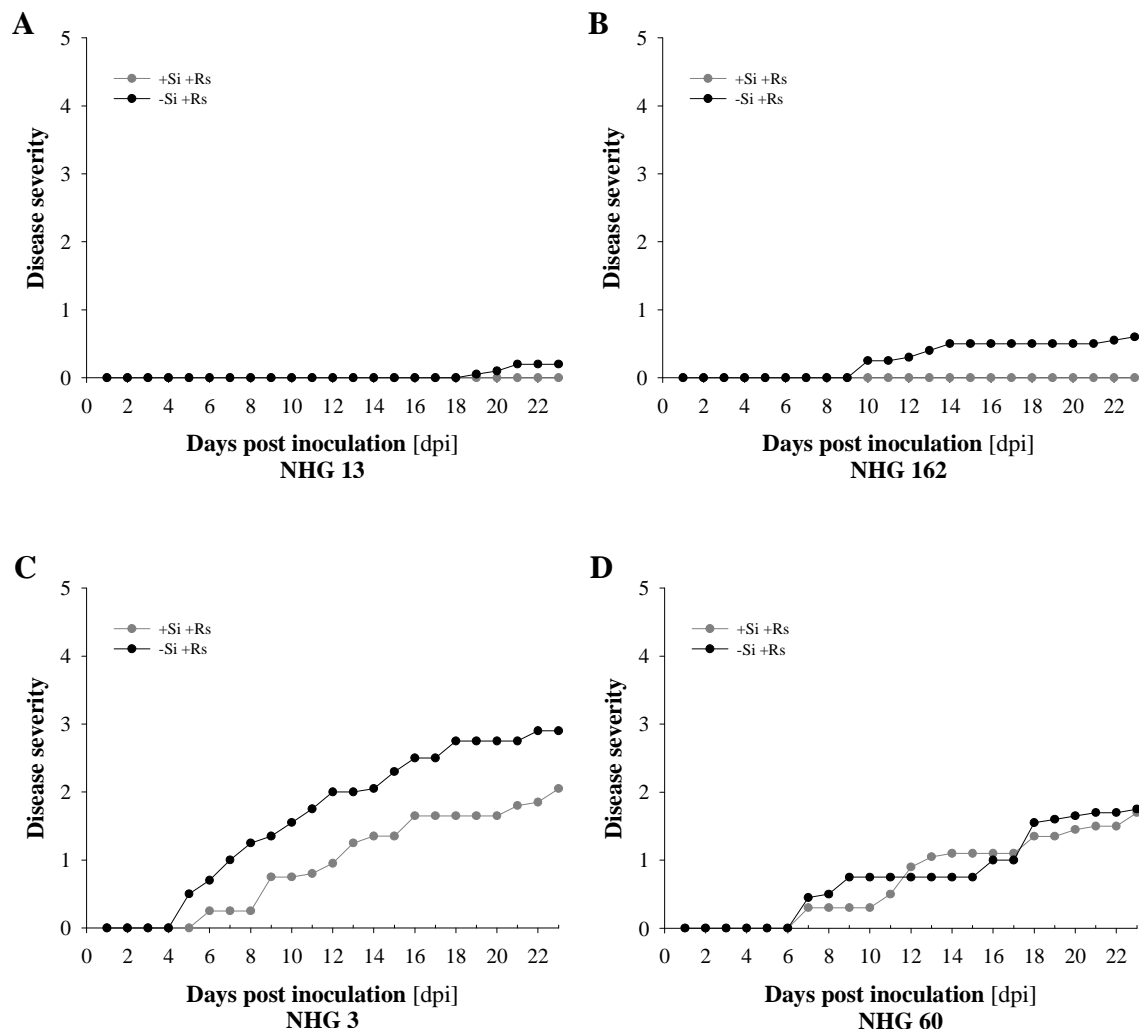 A
5
4
3
2
1
0
Disease severity
+Si +Rs
-Si +Rs
0 2 4 6 8 10 12 14 16 18 20 22
Days post inoculation [dpi]
NHG 13
B
5
4
3
2
1
0
Disease severity
+Si +Rs
-Si +Rs
0 2 4 6 8 10 12 14 16 18 20 22
Days post inoculation [dpi]
NHG 162
C
5
4
3
2
1
0
Disease severity
+Si +Rs
-Si +Rs
0 2 4 6 8 10 12 14 16 18 20 22
Days post inoculation [dpi]
NHG 3
D
5
4
3
2
1
0
Disease severity
+Si +Rs
-Si +Rs
0 2 4 6 8 10 12 14 16 18 20 22
Days post inoculation [dpi]
NHG 60